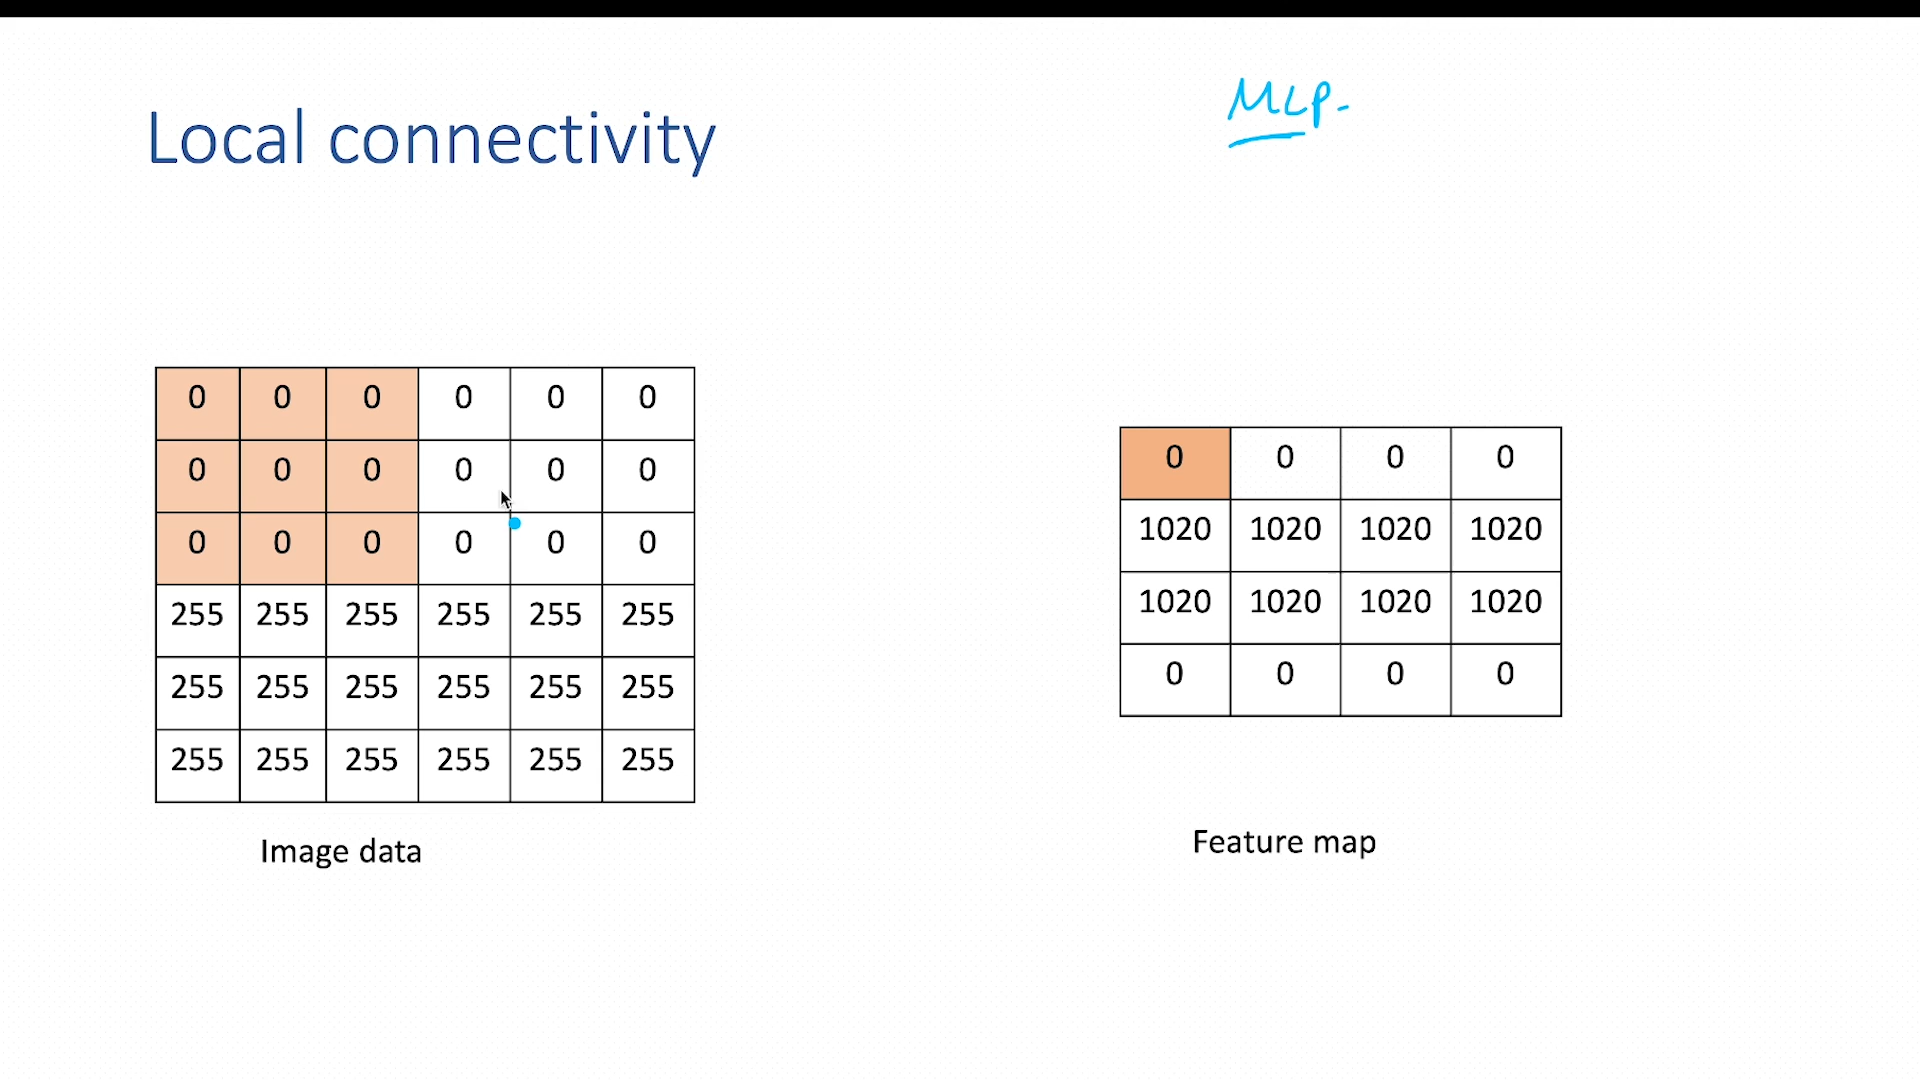 MLP-
Local connectivity
0 0 0 0 0 0
0 0 0 0 0 0
0 0 0 0 0 0
255 255 255 255 255 255
255 255 255 255 255 255
255 255 255 255 255 255
Image data
0 0 0 0
1020 1020 1020 1020
1020 1020 1020 1020
0 0 0 0
Feature map